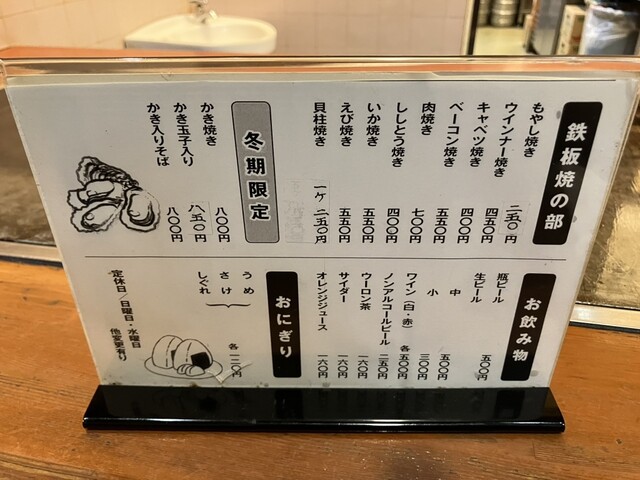 鉄板焼の部
もやし焼き 二五〇円
ウインナー焼き 四五〇円
キャベツ焼き 四〇〇円
ベーコン焼き 五五〇円
肉焼き 七〇〇円
ししとう焼き 四〇〇円
いか焼き 五五〇円
えび焼き 五五〇円
貝柱焼き 一ケ 二五〇円
冬期限定
かき焼き 八〇〇円
かき玉子入り 八五〇円
かき入りそば 八〇〇円
お飲み物
瓶ビール 五〇〇円
生ビール
中 五〇〇円
小 三〇〇円
ワイン（白・赤） 各五〇〇円
ノンアルコールビール 二五〇円
ウーロン茶 一六〇円
サイダー 一六〇円
オレンジジュース 一六〇円
おにぎり
うめ
さけ
しぐれ
各一二〇円
定休日/日曜日・水曜日
他変更有り